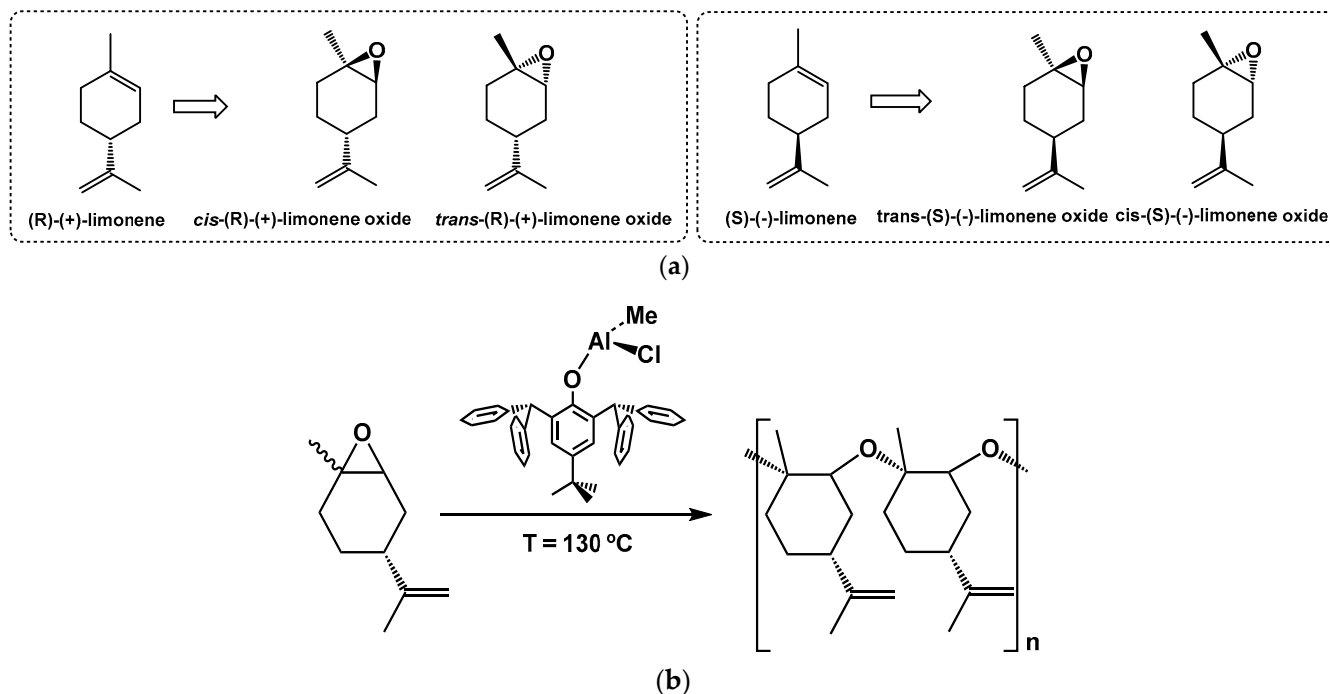 O O O O
(R)-(+)-limonene cis-(R)-(+)-limonene oxide trans-(R)-(+)-limonene oxide (S)-(-)-limonene trans-(S)-(-)-limonene oxide cis-(S)-(-)-limonene oxide
(a)
Me
Al
Cl
O
O O O
T = 130 ºC
n
(b)